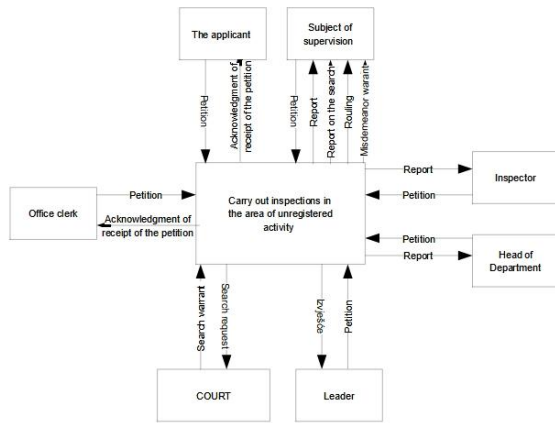 The applicant
Subject of
supervision
Petition
Acknowledgment of
receipt of the petition
Petition
Report
Report on the search
Rouling
Misdemeanor warant
Report
Inspector
Petition
Petition
Office clerk
Acknowledgment of
receipt of the petition
Carry out inspections in
the area of unregistered
activity
Petition
Head of
Department
Report
Search warrant
Search request
Izvješće
Petition
COURT
Leader